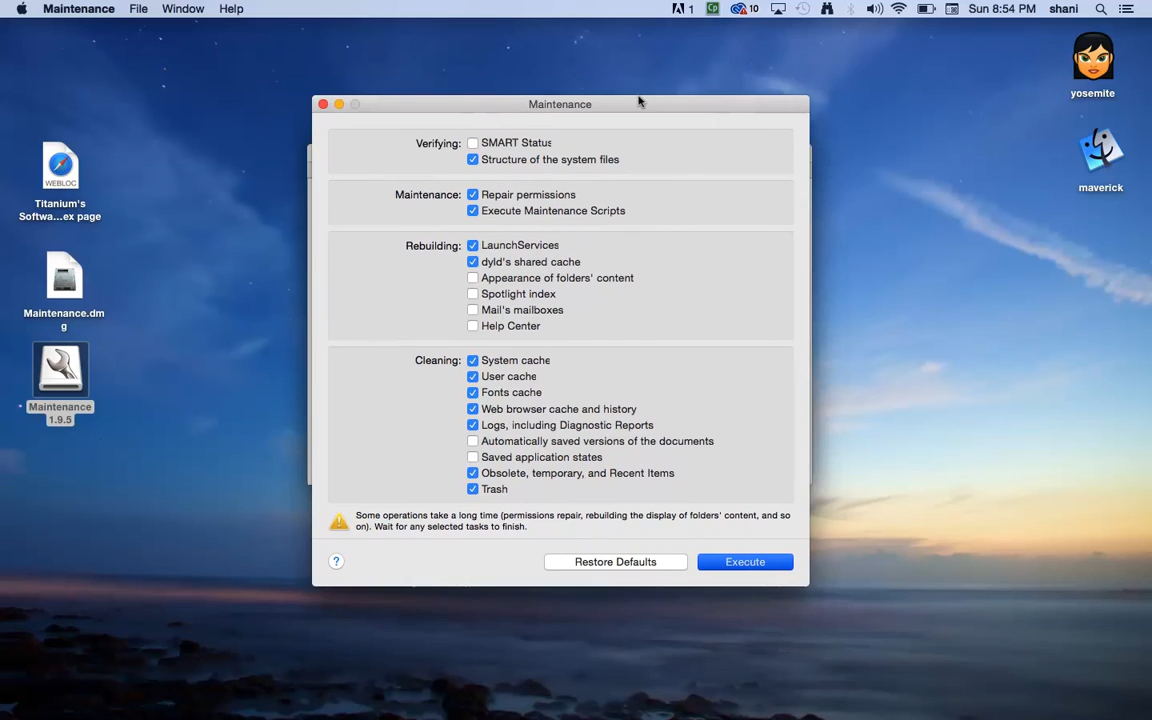 Maintenance File Window Help
1 Cp 10 Sun 8:54 PM shani
yosemite
maverick
WEBLOC
Titanium's
Softwa...ex page
Maintenance.dm
g
Maintenance
1.9.5
Maintenance
Verifying: SMART Status
Structure of the system files
Maintenance: Repair permissions
Execute Maintenance Scripts
Rebuilding: LaunchServices
dyld's shared cache
Appearance of folders' content
Spotlight index
Mail's mailboxes
Help Center
Cleaning: System cache
User cache
Fonts cache
Web browser cache and history
Logs, including Diagnostic Reports
Automatically saved versions of the documents
Saved application states
Obsolete, temporary, and Recent Items
Trash
Some operations take a long time (permissions repair, rebuilding the display of folders' content, and so
on). Wait for any selected tasks to finish.
? Restore Defaults Execute